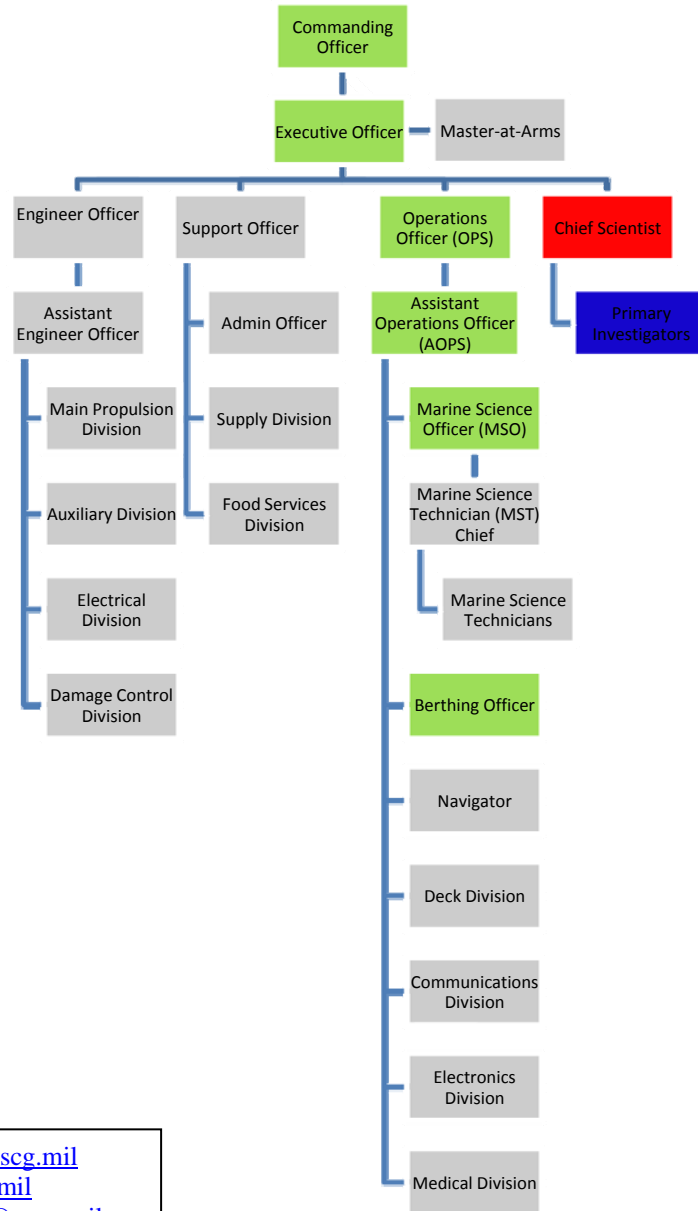 Commanding
Officer
Executive Officer
Master-at-Arms
Engineer Officer
Support Officer
Operations
Officer (OPS)
Chief Scientist
Assistant
Engineer Officer
Admin Officer
Assistant
Operations Officer
(AOPS)
Primary
Investigators
Main Propulsion
Division
Supply Division
Marine Science
Officer (MSO)
Auxiliary Division
Food Services
Division
Marine Science
Technician (MST)
Chief
Electrical
Division
Marine Science
Technicians
Damage Control
Division
Berthing Officer
Navigator
Deck Division
Communications
Division
Electronics
Division
Medical Division
scg.mil
mil